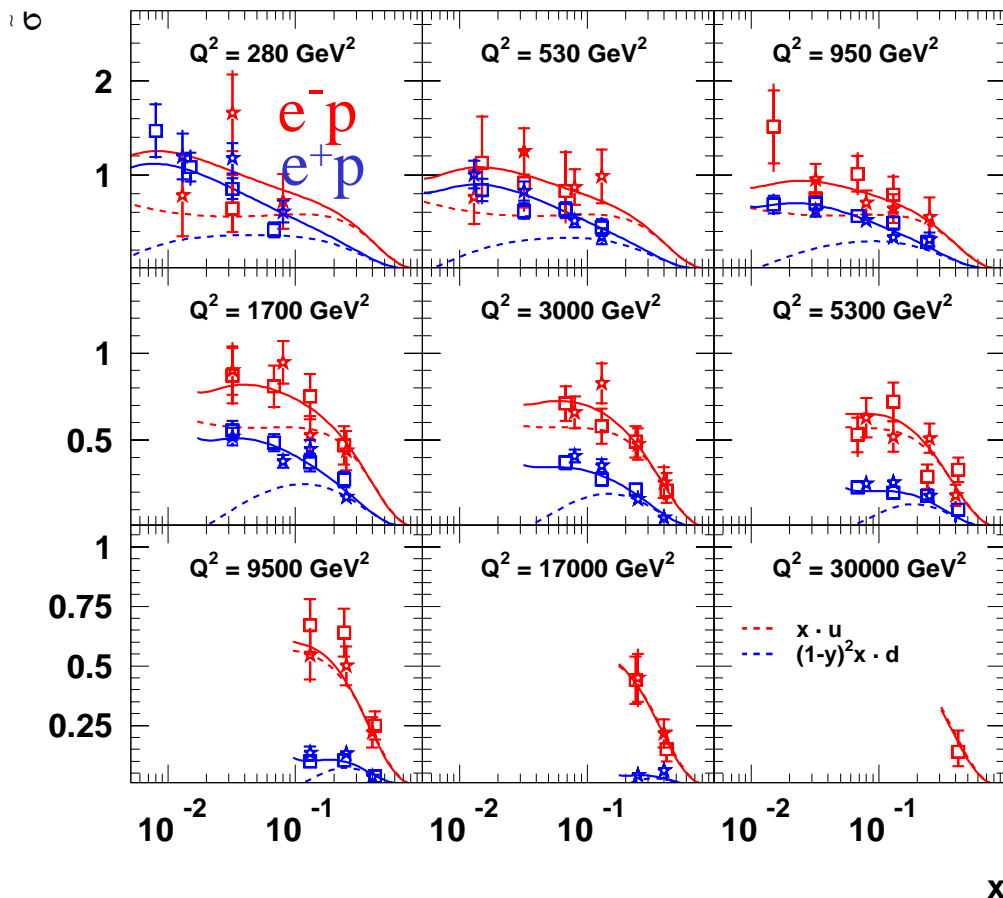 σ̃
Q² = 280 GeV²
Q² = 530 GeV²
Q² = 950 GeV²
2
e⁻p
e⁺p
1
Q² = 1700 GeV²
Q² = 3000 GeV²
Q² = 5300 GeV²
1
0.5
1
Q² = 9500 GeV²
Q² = 17000 GeV²
Q² = 30000 GeV²
0.75
x · u
(1-y)²x · d
0.5
0.25
10⁻² 10⁻¹ 10⁻² 10⁻¹ 10⁻² 10⁻¹
x